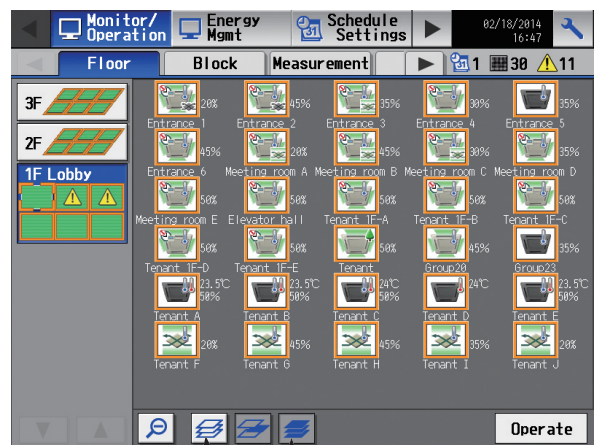 Monitor/
Operation
Energy
Mgmt
Schedule
Settings
02/18/2014
16:47
Floor
Block
Measurement
1
30
11
3F
2F
1F Lobby
20%
45%
35%
30%
35%
Entrance 1
Entrance 2
Entrance 3
Entrance 4
Entrance 5
45%
20%
45%
30%
35%
Entrance 6
Meeting room A
Meeting room B
Meeting room C
Meeting room D
50%
50%
50%
50%
50%
Meeting room E
Elevator hall
Tenant 1F-A
Tenant 1F-B
Tenant 1F-C
50%
50%
50%
45%
35%
Tenant 1F-D
Tenant 1F-E
Tenant
Group20
Group23
23.5℃
50%
23.5℃
50%
24℃
50%
24℃
23.5℃
50%
Tenant A
Tenant B
Tenant C
Tenant D
Tenant E
20%
45%
45%
35%
20%
Tenant F
Tenant G
Tenant H
Tenant I
Tenant J
Operate